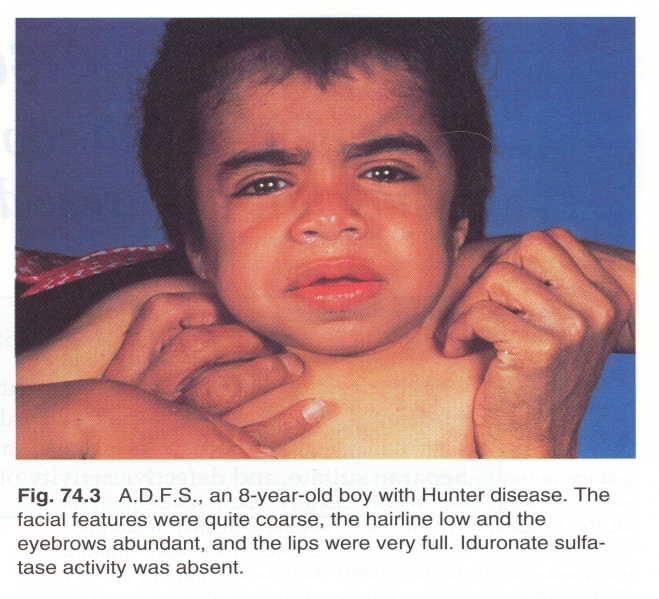 Fig. 74.3 A.D.F.S., an 8-year-old boy with Hunter disease. The
facial features were quite coarse, the hairline low and the
eyebrows abundant, and the lips were very full. Iduronate sulfa-
tase activity was absent.